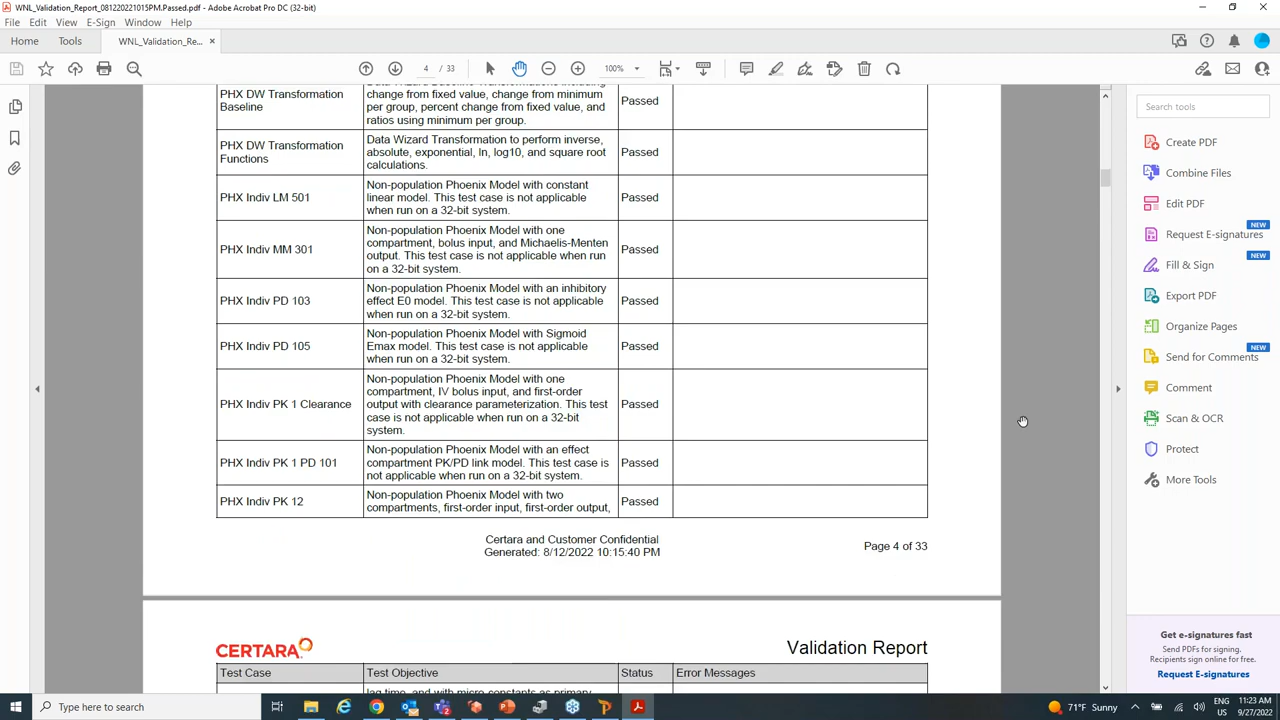 WNL_Validation_Report_081220221015PM.Passed.pdf - Adobe Acrobat Pro DC (32-bit)
File Edit View E-Sign Window Help
Home Tools WNL_Validation_Re... ×
4 / 33 100%
PHX DW Transformation
Baseline
change from fixed value, change from minimum
per group, percent change from fixed value, and
ratios using minimum per group.
Passed
PHX DW Transformation
Functions
Data Wizard Transformation to perform inverse,
absolute, exponential, ln, log10, and square root
calculations.
Passed
PHX Indiv LM 501
Non-population Phoenix Model with constant
linear model. This test case is not applicable
when run on a 32-bit system.
Passed
PHX Indiv MM 301
Non-population Phoenix Model with one
compartment, bolus input, and Michaelis-Menten
output. This test case is not applicable when run
on a 32-bit system.
Passed
PHX Indiv PD 103
Non-population Phoenix Model with an inhibitory
effect E0 model. This test case is not applicable
when run on a 32-bit system.
Passed
PHX Indiv PD 105
Non-population Phoenix Model with Sigmoid
Emax model. This test case is not applicable
when run on a 32-bit system.
Passed
PHX Indiv PK 1 Clearance
Non-population Phoenix Model with one
compartment, IV bolus input, and first-order
output with clearance parameterization. This test
case is not applicable when run on a 32-bit
system.
Passed
PHX Indiv PK 1 PD 101
Non-population Phoenix Model with an effect
compartment PK/PD link model. This test case is
not applicable when run on a 32-bit system.
Passed
PHX Indiv PK 12
Non-population Phoenix Model with two
compartments, first-order input, first-order output,
Passed
Certara and Customer Confidential
Generated: 8/12/2022 10:15:40 PM
Page 4 of 33
CERTARA
Validation Report
Test Case Test Objective Status Error Messages
lag time, and with micro-constants as primary
Search tools
Create PDF
Combine Files
Edit PDF
NEW
Request E-signatures
NEW
Fill & Sign
Export PDF
Organize Pages
NEW
Send for Comments
Comment
Scan & OCR
Protect
More Tools
Get e-signatures fast
Send PDFs for signing.
Recipients sign online for free.
Request E-signatures
Type here to search
71°F Sunny
ENG
US
11:23 AM
9/27/2022